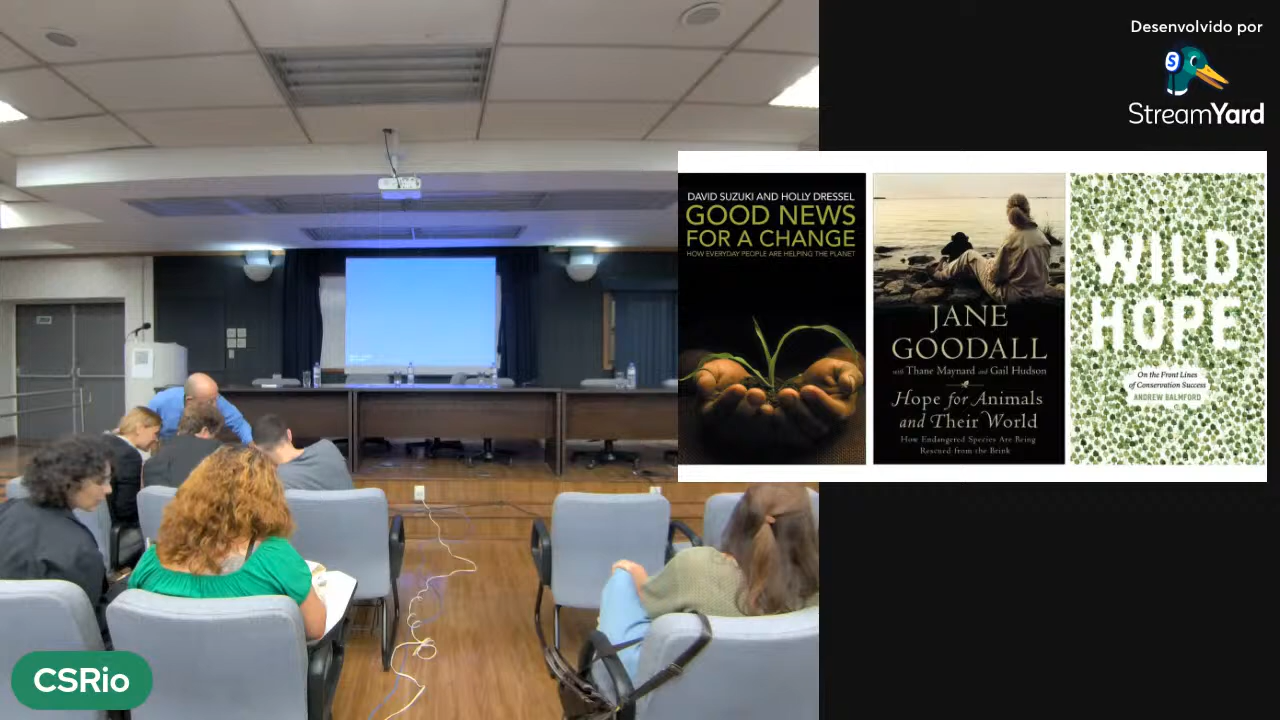 Desenvolvido por
StreamYard
DAVID SUZUKI AND HOLLY DRESSEL
GOOD NEWS
FOR A CHANGE
HOW EVERYDAY PEOPLE ARE HELPING THE PLANET
JANE
GOODALL
with Thane Maynard and Gail Hudson
Hope for Animals
and Their World
How Endangered Species Are Being
Rescued from the Brink
WILD
HOPE
On the Front Lines
of Conservation Success
ANDREW BALMFORD
CSRio